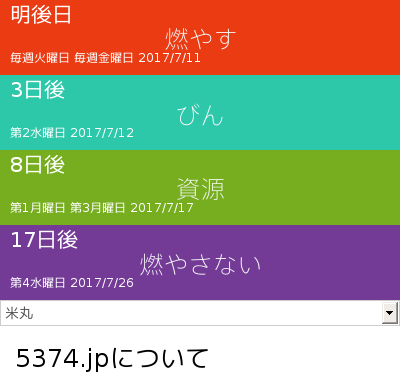 明後日
燃やす
毎週火曜日 毎週金曜日 2017/7/11
3日後
びん
第2水曜日 2017/7/12
8日後
資源
第1月曜日 第3月曜日 2017/7/17
17日後
燃やさない
第4水曜日 2017/7/26
米丸
5374.jpについて